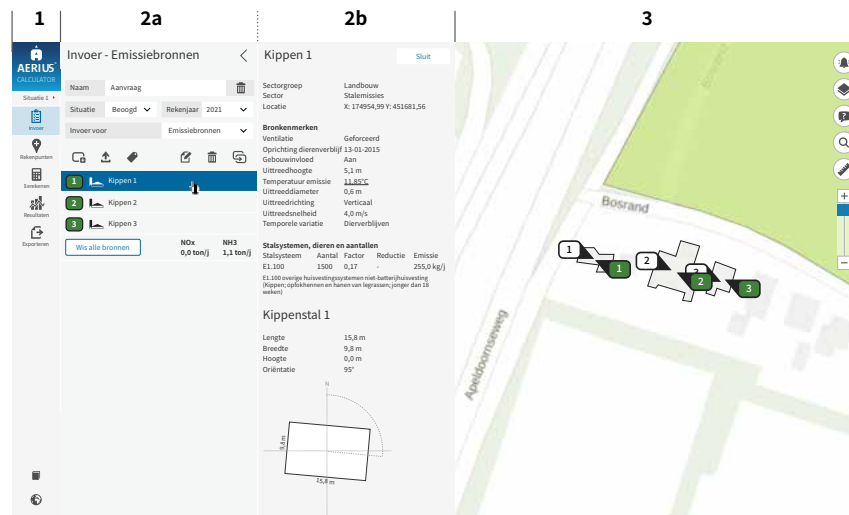 1
2a
2b
3
AERIUS
CALCULATOR
Situatie 1
Invoer
Rekenpunten
Berekenen
Resultaten
Exporteren
Invoer - Emissiebronnen
Naam Aanvraag
Situatie Beoogd Rekenjaar 2021
Invoer voor Emissiebronnen
1 Kippen 1
2 Kippen 2
3 Kippen 3
Wis alle bronnen
NOx NH3
0,0 ton/j 1,1 ton/j
Kippen 1 Sluit
Sectorgroep Landbouw
Sector Stalemissies
Locatie X: 174954,99 Y: 451681,56
Bronkenmerken
Ventilatie Geforceerd
Oprichting dierenverblijf 13-01-2015
Gebouwinvloed Aan
Uittreedhoogte 5,1 m
Temperatuur emissie 11,85°C
Uittreeddiameter 0,6 m
Uittreedrichting Verticaal
Uittreedsnelheid 4,0 m/s
Temporele variatie Dierverblijven
Stalsystemen, dieren en aantallen
Stalsysteem Aantal Factor Reductie Emissie
E1.100 1500 0,17 - 255,0 kg/j
E1.100 overige huisvestingssystemen niet-batterijhuisvesting
(Kippen; opfokhennen en hanen van legrassen; jonger dan 18
weken)
Kippenstal 1
Lengte 15,8 m
Breedte 9,8 m
Hoogte 0,0 m
Oriëntatie 95°
N
9,8 m
15,8 m
Bosrand
Apeldoornseweg
1
1
2
2
3
3